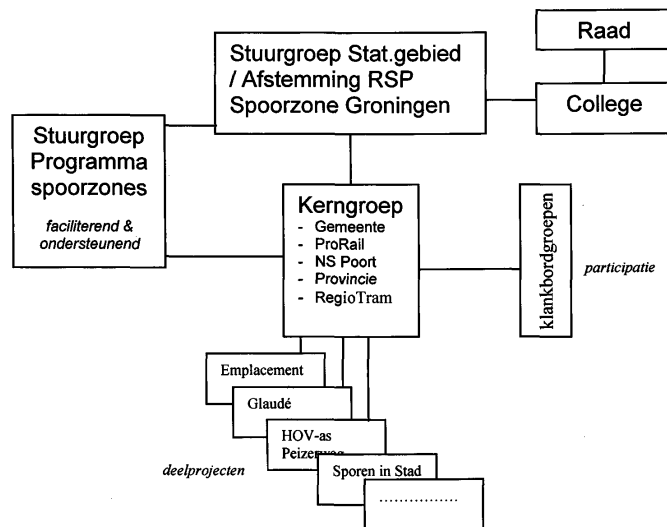 Raad
Stuurgroep Stat.gebied
/ Afstemming RSP
Spoorzone Groningen
College
Stuurgroep
Programma
spoorzones
faciliterend &
ondersteunend
Kerngroep
- Gemeente
- ProRail
- NS Poort
- Provincie
- RegioTram
klankbordgroepen
participatie
Emplacement
Glaudé
HOV-as
Peizerweg
deelprojecten
Sporen in Stad
................